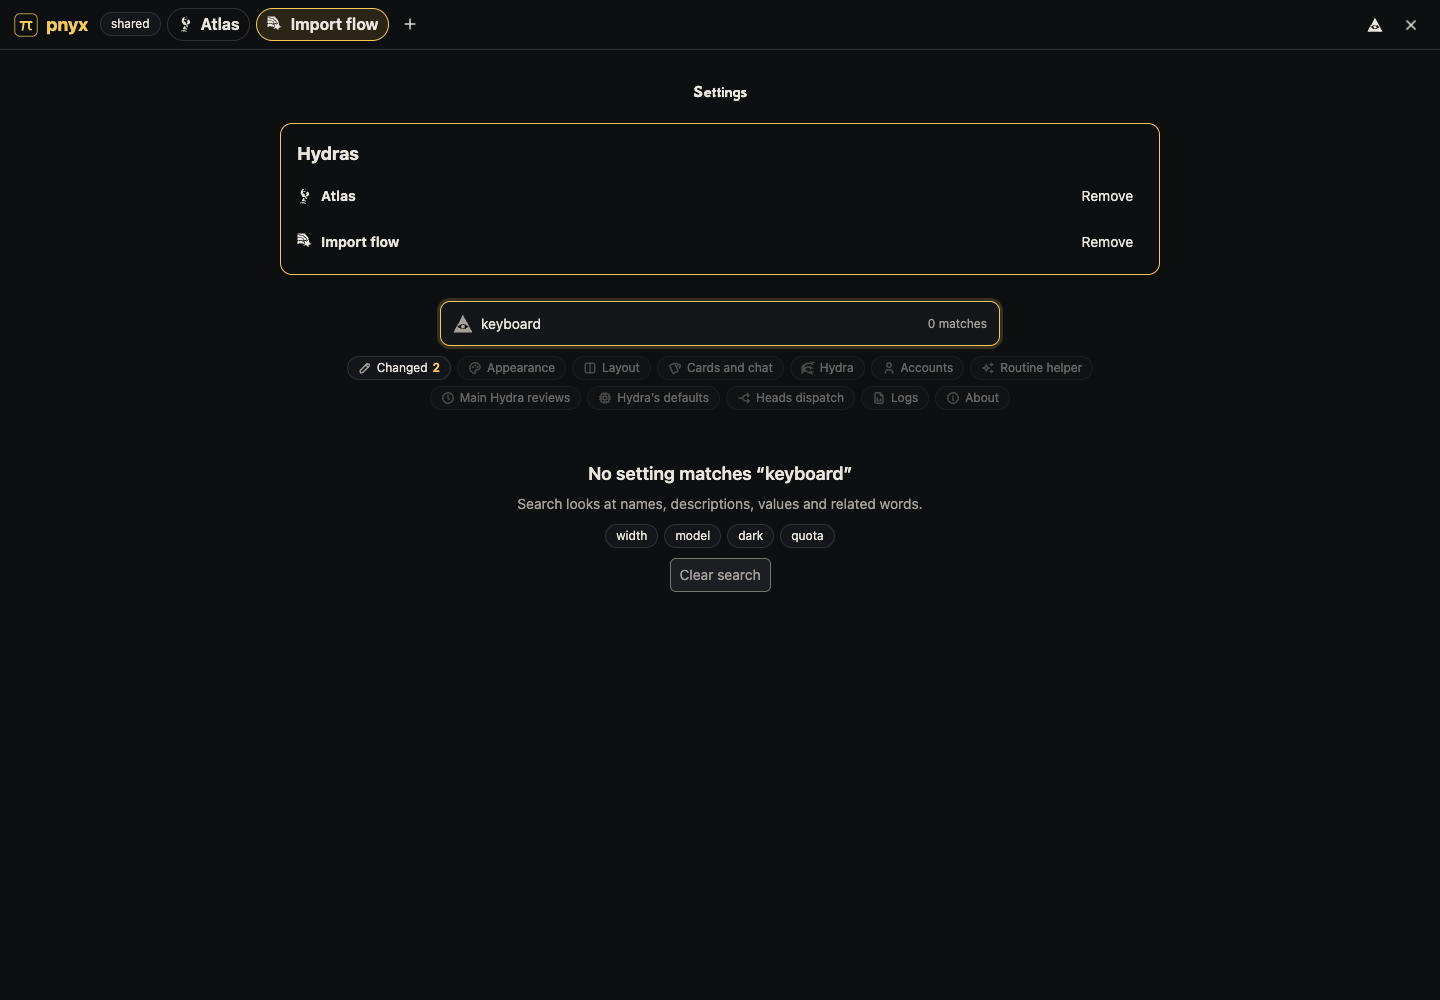 π pnyx shared Atlas Import flow +
Settings
Hydras
Atlas Remove
Import flow Remove
keyboard 0 matches
Changed 2 Appearance Layout Cards and chat Hydra Accounts Routine helper
Main Hydra reviews Hydra's defaults Heads dispatch Logs About
No setting matches “keyboard”
Search looks at names, descriptions, values and related words.
width model dark quota
Clear search